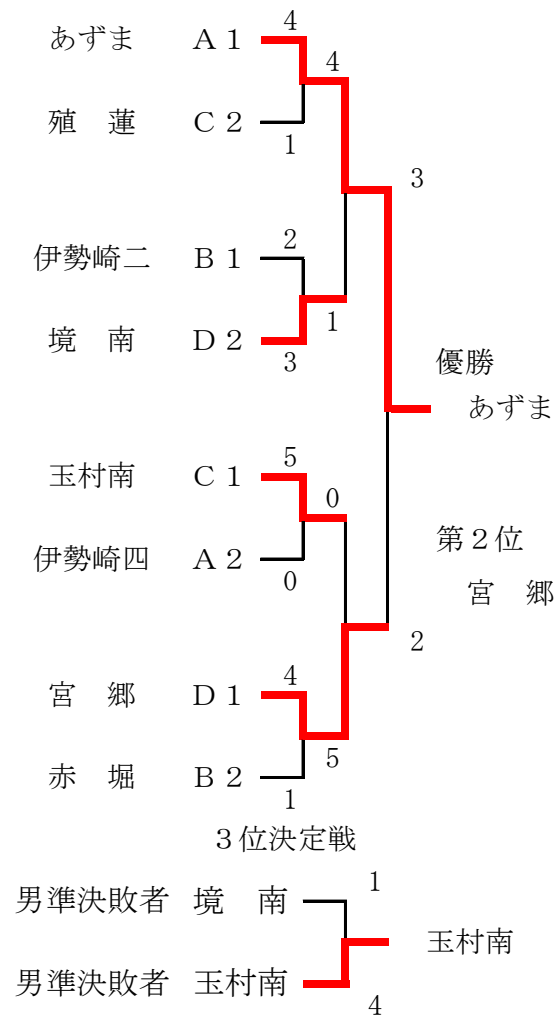 4
あずま Ａ１
4
殖　蓮 Ｃ２
1
3
2
伊勢崎二 Ｂ１
1
境　南 Ｄ２
3
優勝
あずま
5
玉村南 Ｃ１
0
伊勢崎四 Ａ２
0
第２位
宮　郷
2
4
宮　郷 Ｄ１
5
赤　堀 Ｂ２
1
３位決定戦
1
男準決敗者 境　南
玉村南
男準決敗者 玉村南
4